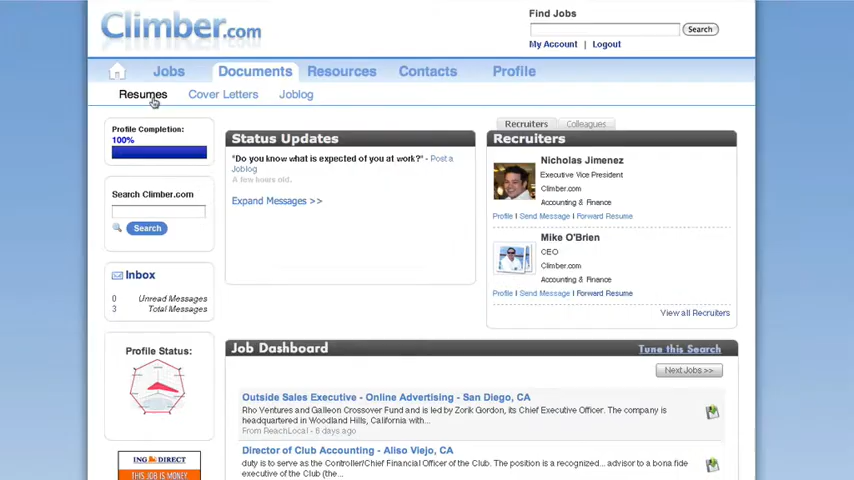 Climber.com
Find Jobs
Search
My Account | Logout
Jobs Documents Resources Contacts Profile
Resumes Cover Letters Joblog
Profile Completion:
100%
Search Climber.com
Search
Inbox
0 Unread Messages
3 Total Messages
Profile Status:
ING DIRECT
THIS JOB IS MONEY
Status Updates
"Do you know what is expected of you at work?" - Post a
Joblog
A few hours old.
Expand Messages >>
Recruiters Colleagues
Recruiters
Nicholas Jimenez
Executive Vice President
Climber.com
Accounting & Finance
Profile | Send Message | Forward Resume
Mike O'Brien
CEO
Climber.com
Accounting & Finance
Profile | Send Message | Forward Resume
View all Recruiters
Job Dashboard Tune this Search
Next Jobs >>
Outside Sales Executive - Online Advertising - San Diego, CA
Rho Ventures and Galleon Crossover Fund and is led by Zorik Gordon, its Chief Executive Officer. The company is
headquartered in Woodland Hills, California with...
From ReachLocal - 6 days ago
Director of Club Accounting - Aliso Viejo, CA
duty is to serve as the Controller/Chief Financial Officer of the Club. The position is a recognized... advisor to a bona fide
executive of the Club (the...